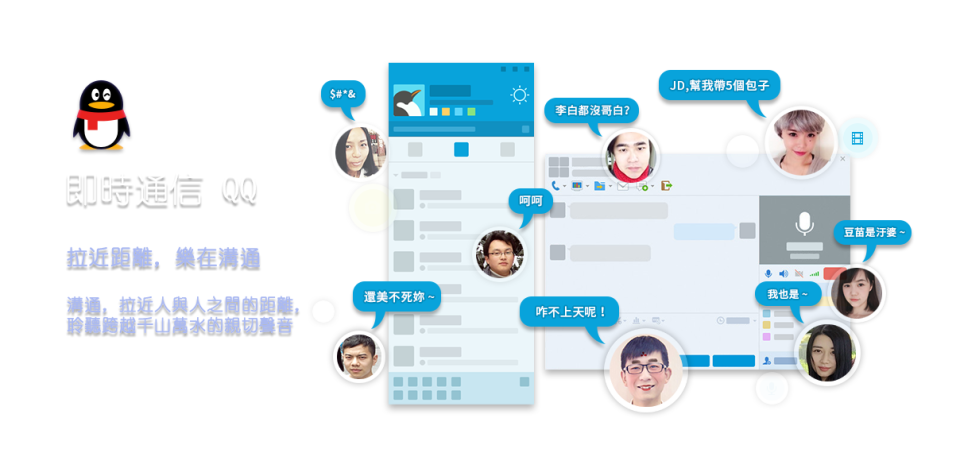 即時通信 QQ
拉近距離，樂在溝通
溝通，拉近人與人之間的距離，
聆聽跨越千山萬水的親切聲音
$#*&
李白都沒哥白?
JD,幫我帶5個包子
呵呵
豆苗是汙婆 ~
還美不死妳 ~
咋不上天呢！
我也是 ~